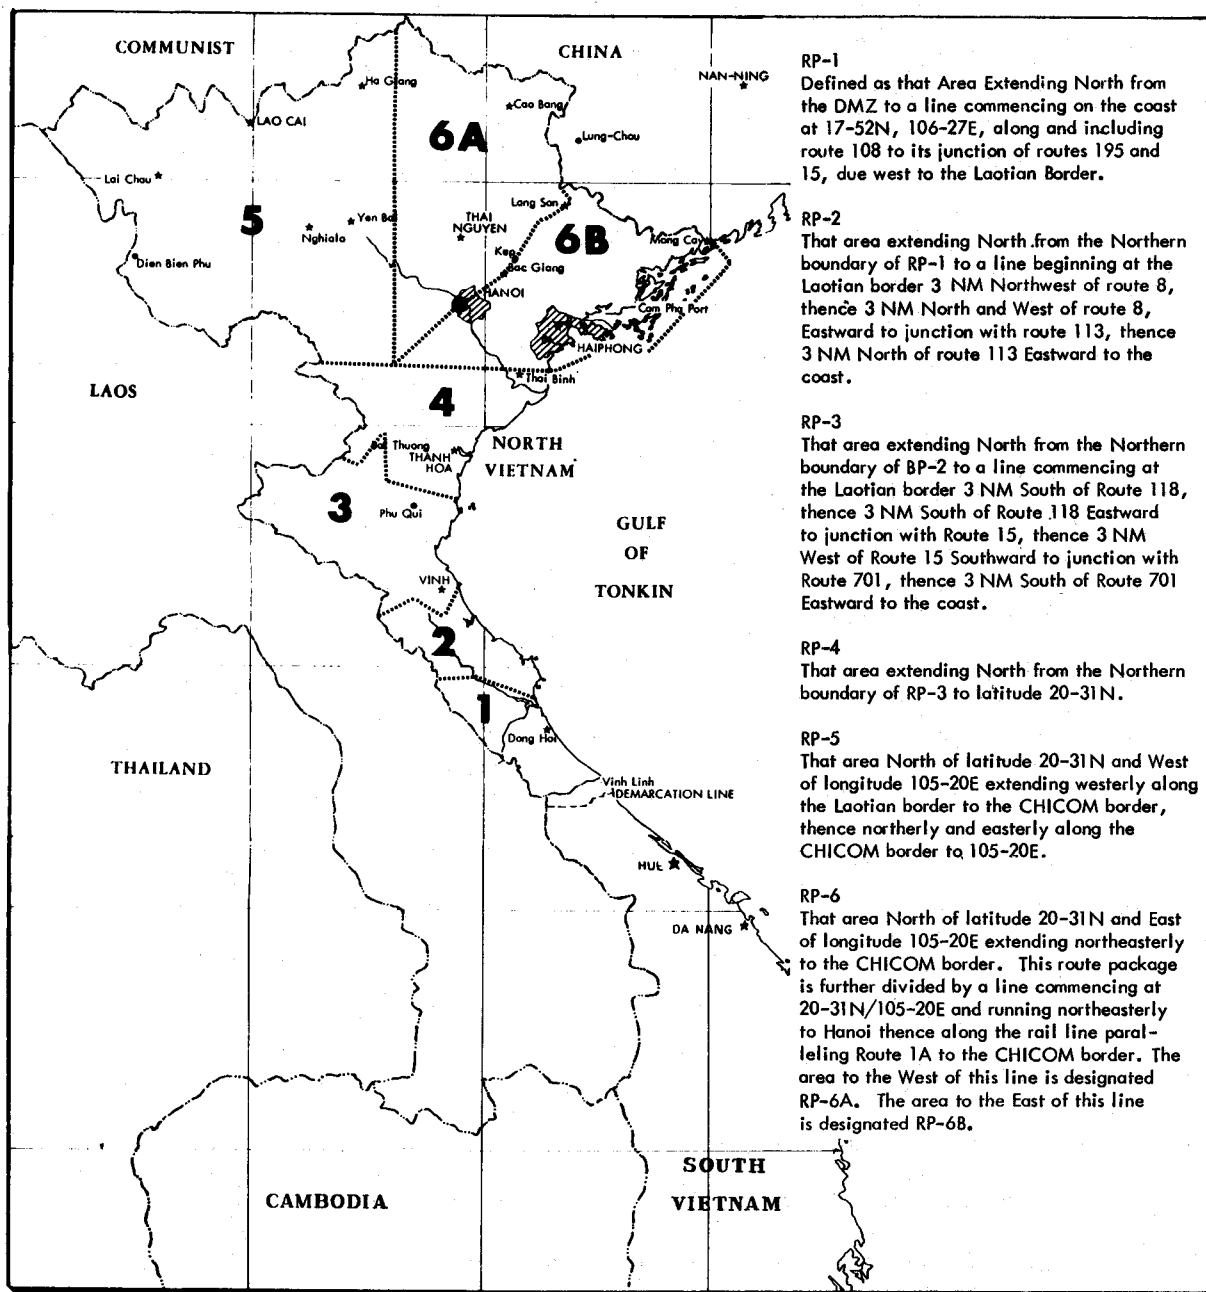 COMMUNIST
CHINA
NAN-NING
Ha Giang
Cao Bang
LAO CAI
6A
Lung-Chau
Lai Chau
Lang Son
5
Yen Bai
THAI
NGUYEN
6B
Nghialo
Mong Cay
Kep
Dien Bien Phu
Bac Giang
HANOI
Cam Pha Port
HAIPHONG
Thai Binh
LAOS
4
NORTH
VIETNAM
Bai Thuong
THANH
HOA
3
Phu Qui
GULF
OF
TONKIN
VINH
2
1
Dong Hoi
THAILAND
Vinh Linh
DEMARCATION LINE
HUE
DA NANG
SOUTH
VIETNAM
CAMBODIA
RP-1
Defined as that Area Extending North from
the DMZ to a line commencing on the coast
at 17-52N, 106-27E, along and including
route 108 to its junction of routes 195 and
15, due west to the Laotian Border.
RP-2
That area extending North from the Northern
boundary of RP-1 to a line beginning at the
Laotian border 3 NM Northwest of route 8,
thence 3 NM North and West of route 8,
Eastward to junction with route 113, thence
3 NM North of route 113 Eastward to the
coast.
RP-3
That area extending North from the Northern
boundary of BP-2 to a line commencing at
the Laotian border 3 NM South of Route 118,
thence 3 NM South of Route 118 Eastward
to junction with Route 15, thence 3 NM
West of Route 15 Southward to junction with
Route 701, thence 3 NM South of Route 701
Eastward to the coast.
RP-4
That area extending North from the Northern
boundary of RP-3 to latitude 20-31N.
RP-5
That area North of latitude 20-31N and West
of longitude 105-20E extending westerly along
the Laotian border to the CHICOM border,
thence northerly and easterly along the
CHICOM border to 105-20E.
RP-6
That area North of latitude 20-31N and East
of longitude 105-20E extending northeasterly
to the CHICOM border. This route package
is further divided by a line commencing at
20-31N/105-20E and running northeasterly
to Hanoi thence along the rail line paral-
leling Route 1A to the CHICOM border. The
area to the West of this line is designated
RP-6A. The area to the East of this line
is designated RP-6B.